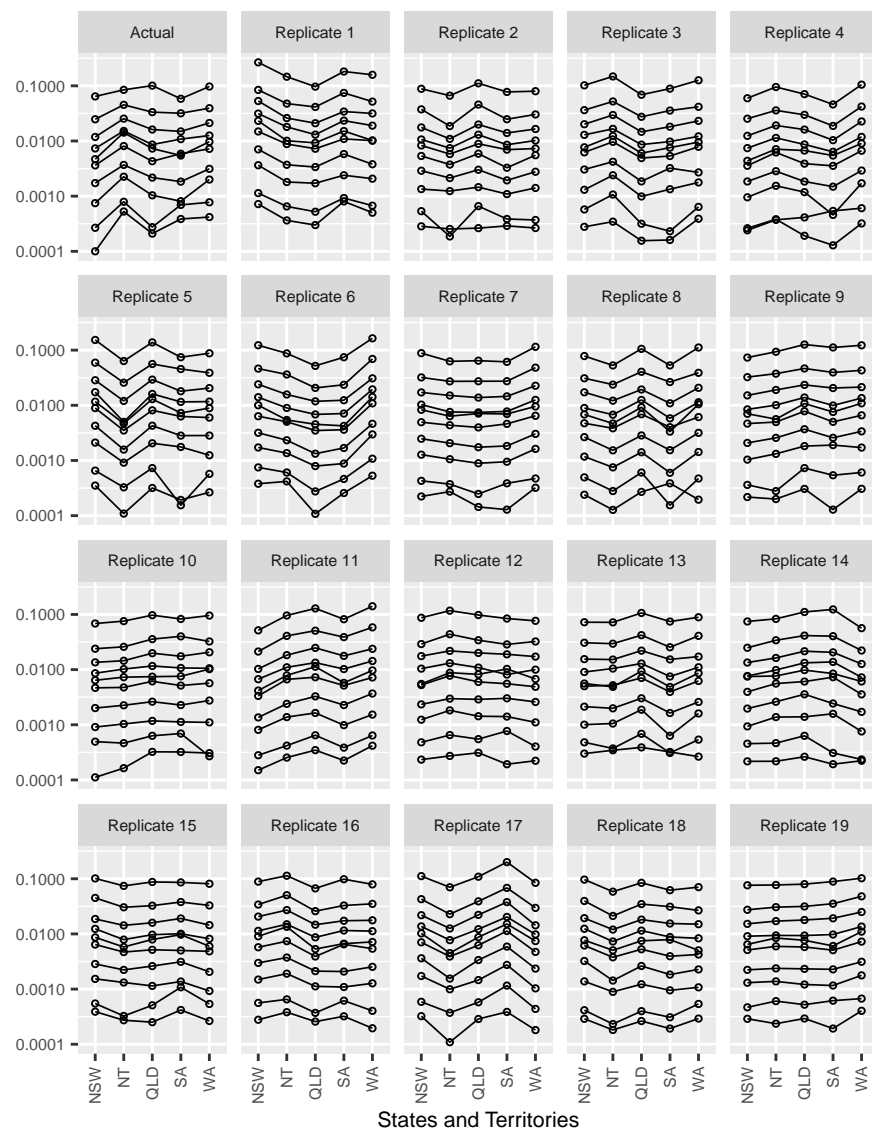 Actual Replicate 1 Replicate 2 Replicate 3 Replicate 4
0.1000
0.0100
0.0010
0.0001
Replicate 5 Replicate 6 Replicate 7 Replicate 8 Replicate 9
0.1000
0.0100
0.0010
0.0001
Replicate 10 Replicate 11 Replicate 12 Replicate 13 Replicate 14
0.1000
0.0100
0.0010
0.0001
Replicate 15 Replicate 16 Replicate 17 Replicate 18 Replicate 19
0.1000
0.0100
0.0010
0.0001
NSW NT QLD SA WA NSW NT QLD SA WA NSW NT QLD SA WA NSW NT QLD SA WA NSW NT QLD SA WA
States and Territories